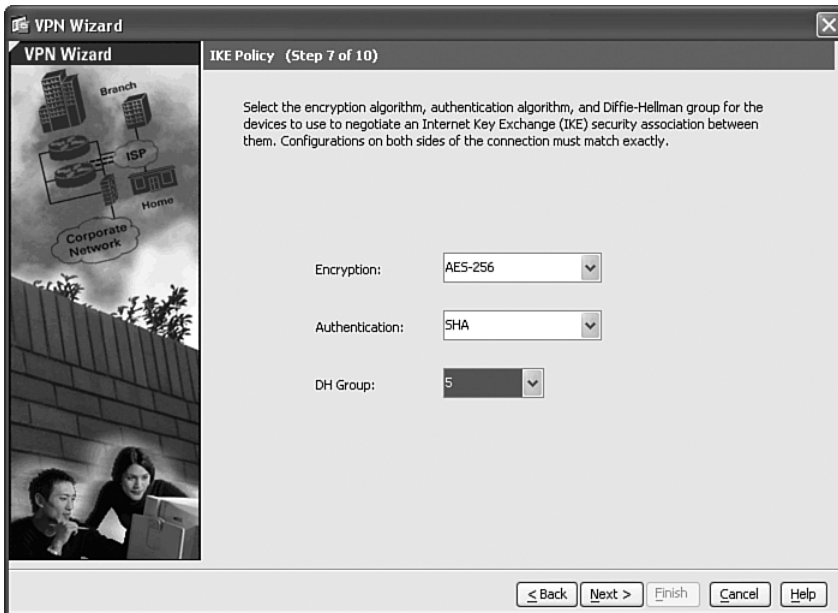 VPN Wizard
VPN Wizard
Branch
ISP
Home
Corporate
Network
IKE Policy (Step 7 of 10)
Select the encryption algorithm, authentication algorithm, and Diffie-Hellman group for the
devices to use to negotiate an Internet Key Exchange (IKE) security association between
them. Configurations on both sides of the connection must match exactly.
Encryption: AES-256
Authentication: SHA
DH Group: 5
< Back Next > Finish Cancel Help